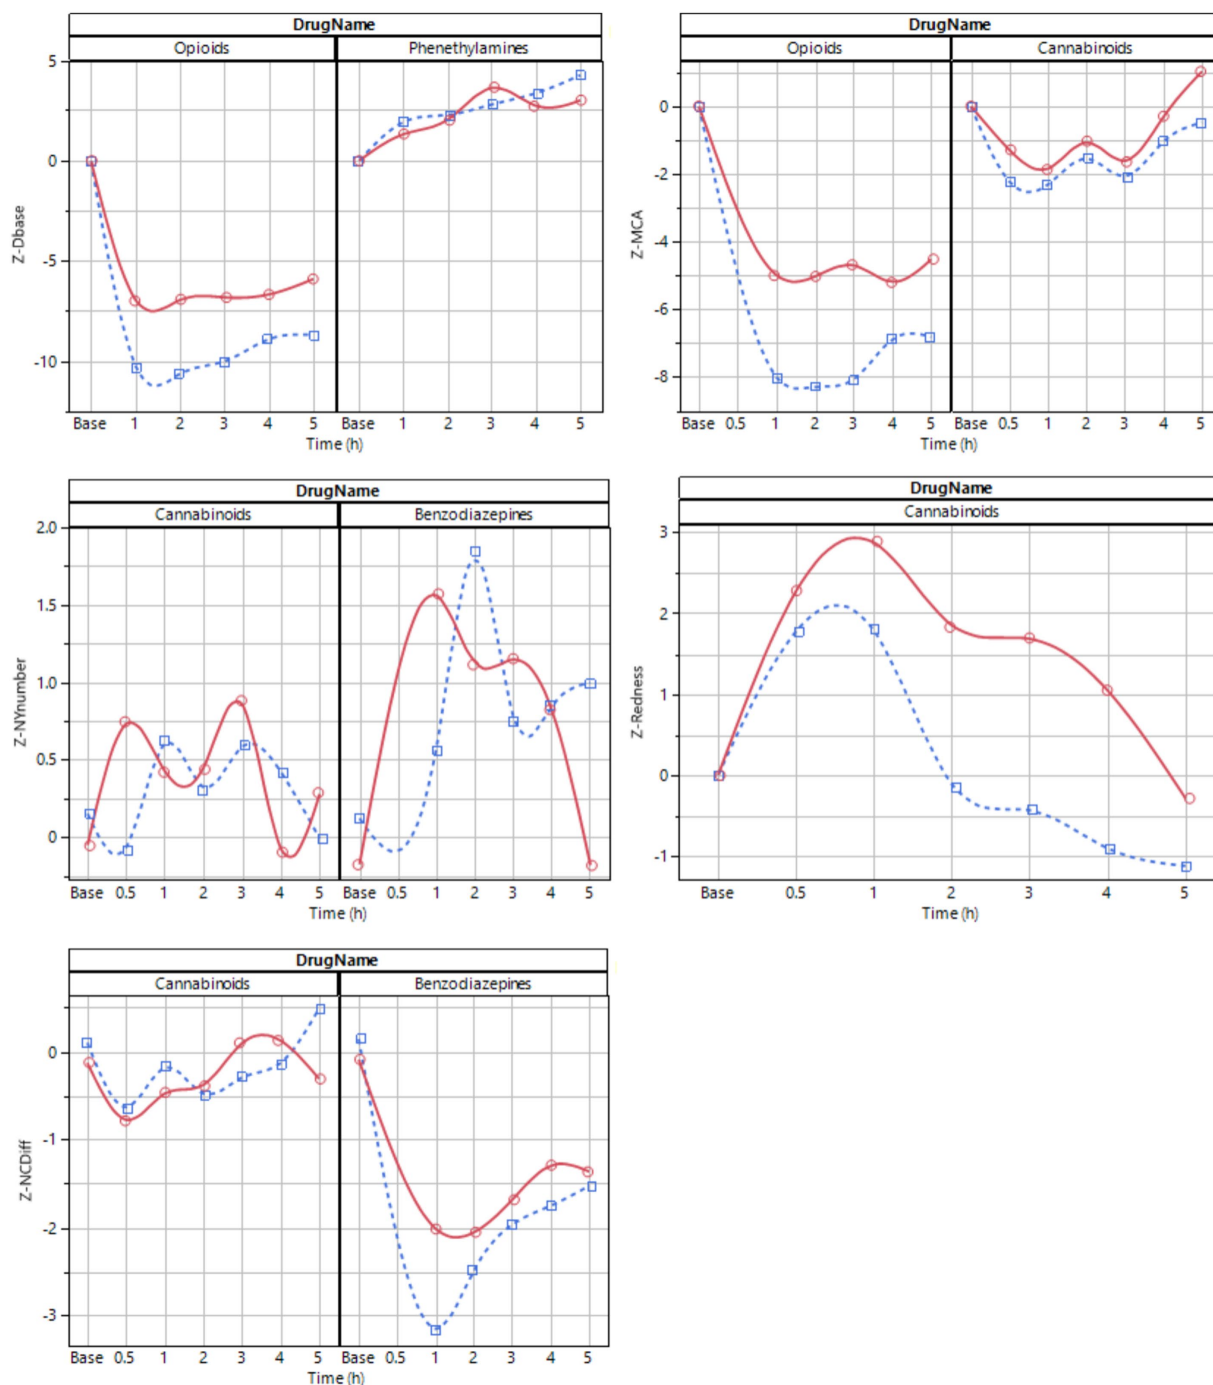 DrugName
Opioids Phenethylamines
5
0
-5
-10
Z-Dbase
Base 1 2 3 4 5 Base 1 2 3 4 5
Time (h)
DrugName
Opioids Cannabinoids
0
-2
-4
-6
-8
Z-MCA
Base 0.5 1 2 3 4 5 Base 0.5 1 2 3 4 5
Time (h)
DrugName
Cannabinoids Benzodiazepines
2.0
1.5
1.0
0.5
0
Z-NYnumber
Base 0.5 1 2 3 4 5 Base 0.5 1 2 3 4 5
Time (h)
DrugName
Cannabinoids
3
2
1
0
-1
Z-Redness
Base 0.5 1 2 3 4 5
Time (h)
DrugName
Cannabinoids Benzodiazepines
0
-1
-2
-3
Z-NCDiff
Base 0.5 1 2 3 4 5 Base 0.5 1 2 3 4 5
Time (h)